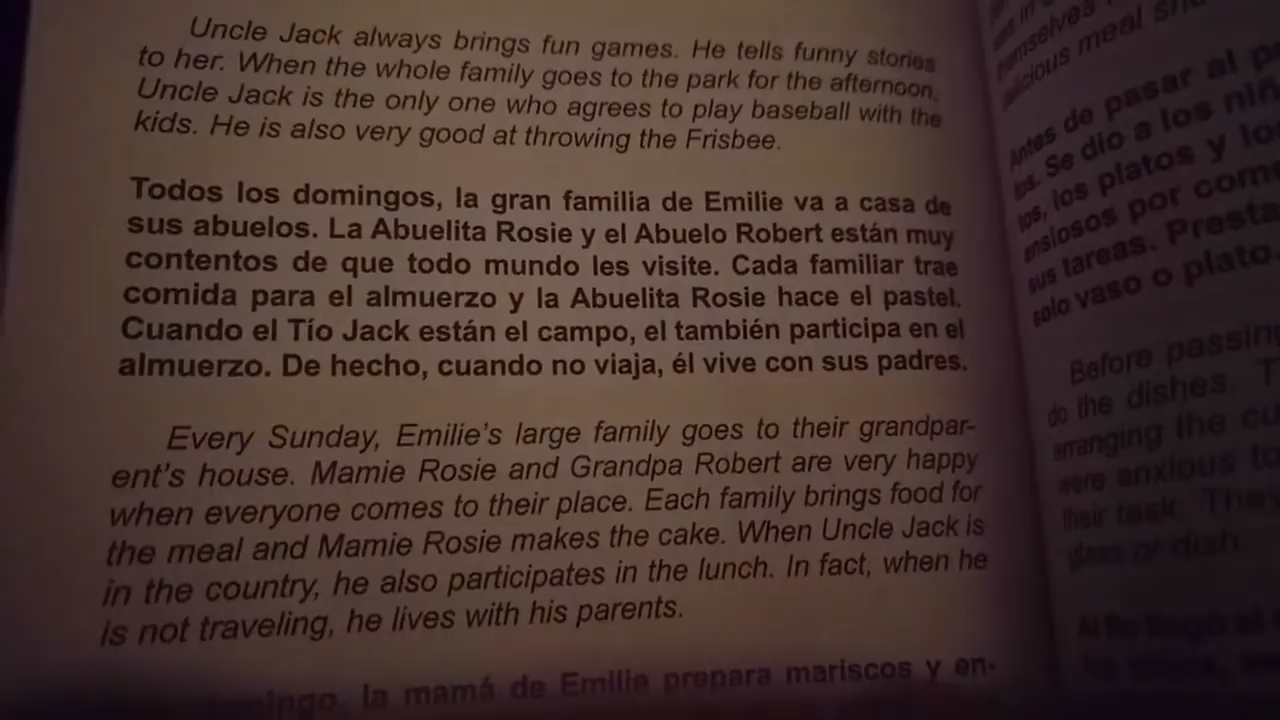 Uncle Jack always brings fun games. He tells funny stories
to her. When the whole family goes to the park for the afternoon,
Uncle Jack is the only one who agrees to play baseball with the
kids. He is also very good at throwing the Frisbee.
Todos los domingos, la gran familia de Emilie va a casa de
sus abuelos. La Abuelita Rosie y el Abuelo Robert están muy
contentos de que todo mundo les visite. Cada familiar trae
comida para el almuerzo y la Abuelita Rosie hace el pastel.
Cuando el Tío Jack están el campo, el también participa en el
almuerzo. De hecho, cuando no viaja, él vive con sus padres.
Every Sunday, Emilie's large family goes to their grandpar-
ent's house. Mamie Rosie and Grandpa Robert are very happy
when everyone comes to their place. Each family brings food for
the meal and Mamie Rosie makes the cake. When Uncle Jack is
in the country, he also participates in the lunch. In fact, when he
is not traveling, he lives with his parents.
la mamá de Emilie prepara mariscos y en-
meal
Antes de pasar al
Se dio a los
los platos y
por
sus tareas.
solo vaso o plato.
Before passing
do the dishes.
arranging the
were anxious to
their task. They
glass or dish.